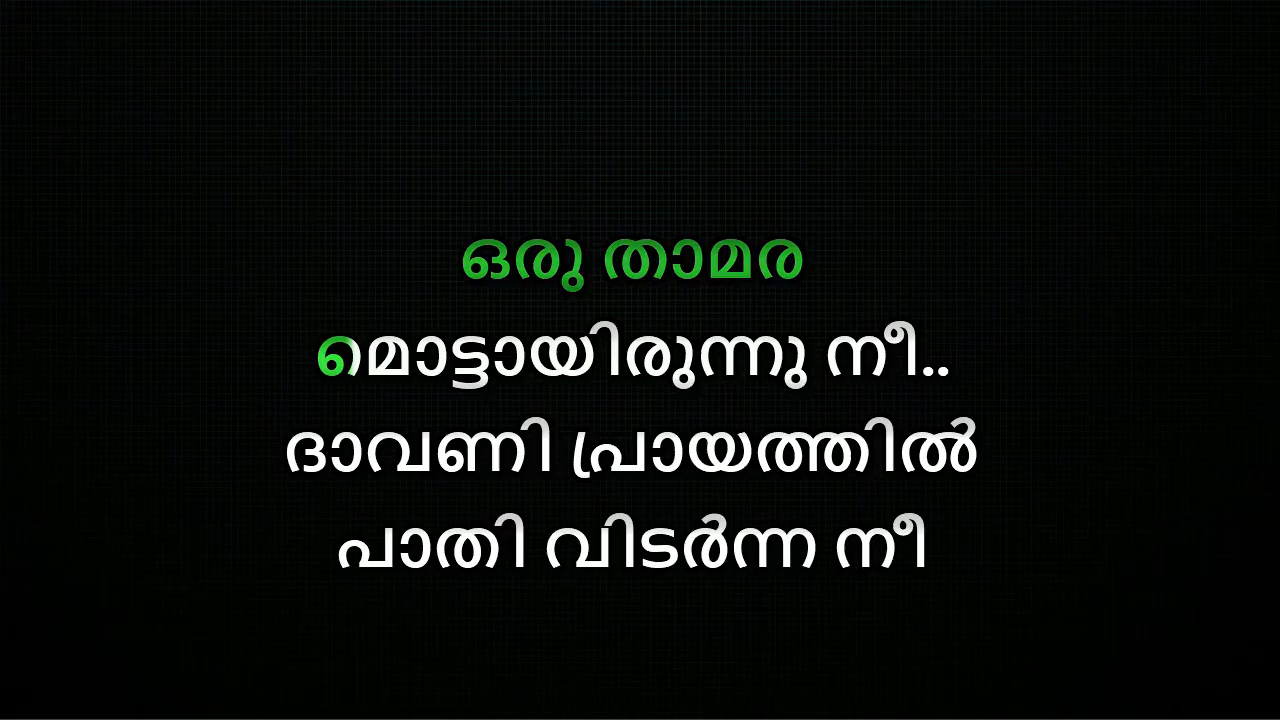 ഒരു താമര
മൊട്ടായിരുന്നു നീ..
ദാവണി പ്രായത്തിൽ
പാതി വിടർന്ന നീ